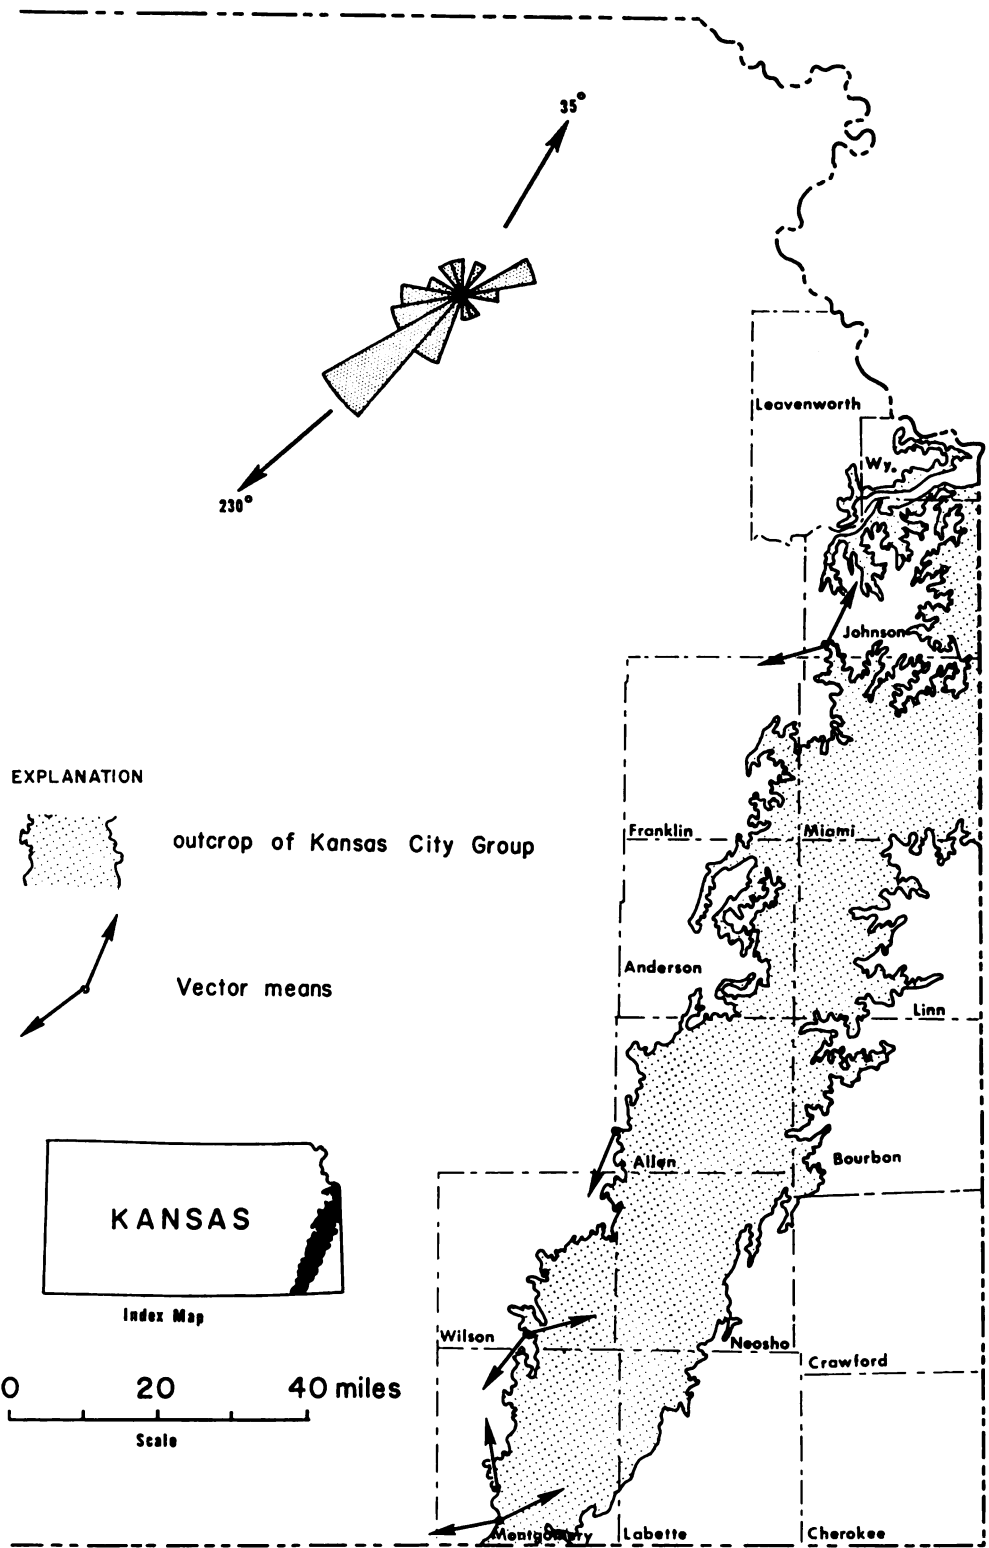 35°
230°
Leavenworth
Wy.
Johnson
EXPLANATION
outcrop of Kansas City Group
Franklin
Miami
Vector means
Anderson
Linn
Allen
Bourbon
KANSAS
Index Map
Wilson
Neosho
Crawford
0 20 40 miles
Scale
Montgomery
Labette
Cherokee